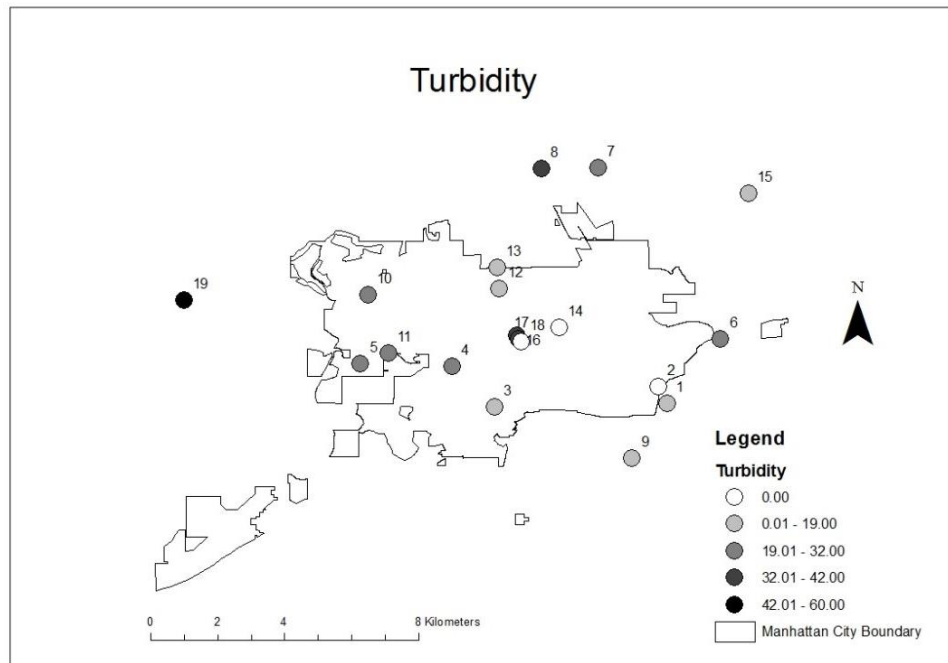 Turbidity
8
7
15
13
12
10
19
17
18
14
16
6
11
5
4
2
1
3
9
N
Legend
Turbidity
0.00
0.01 - 19.00
19.01 - 32.00
32.01 - 42.00
42.01 - 60.00
Manhattan City Boundary
0 2 4 8 Kilometers